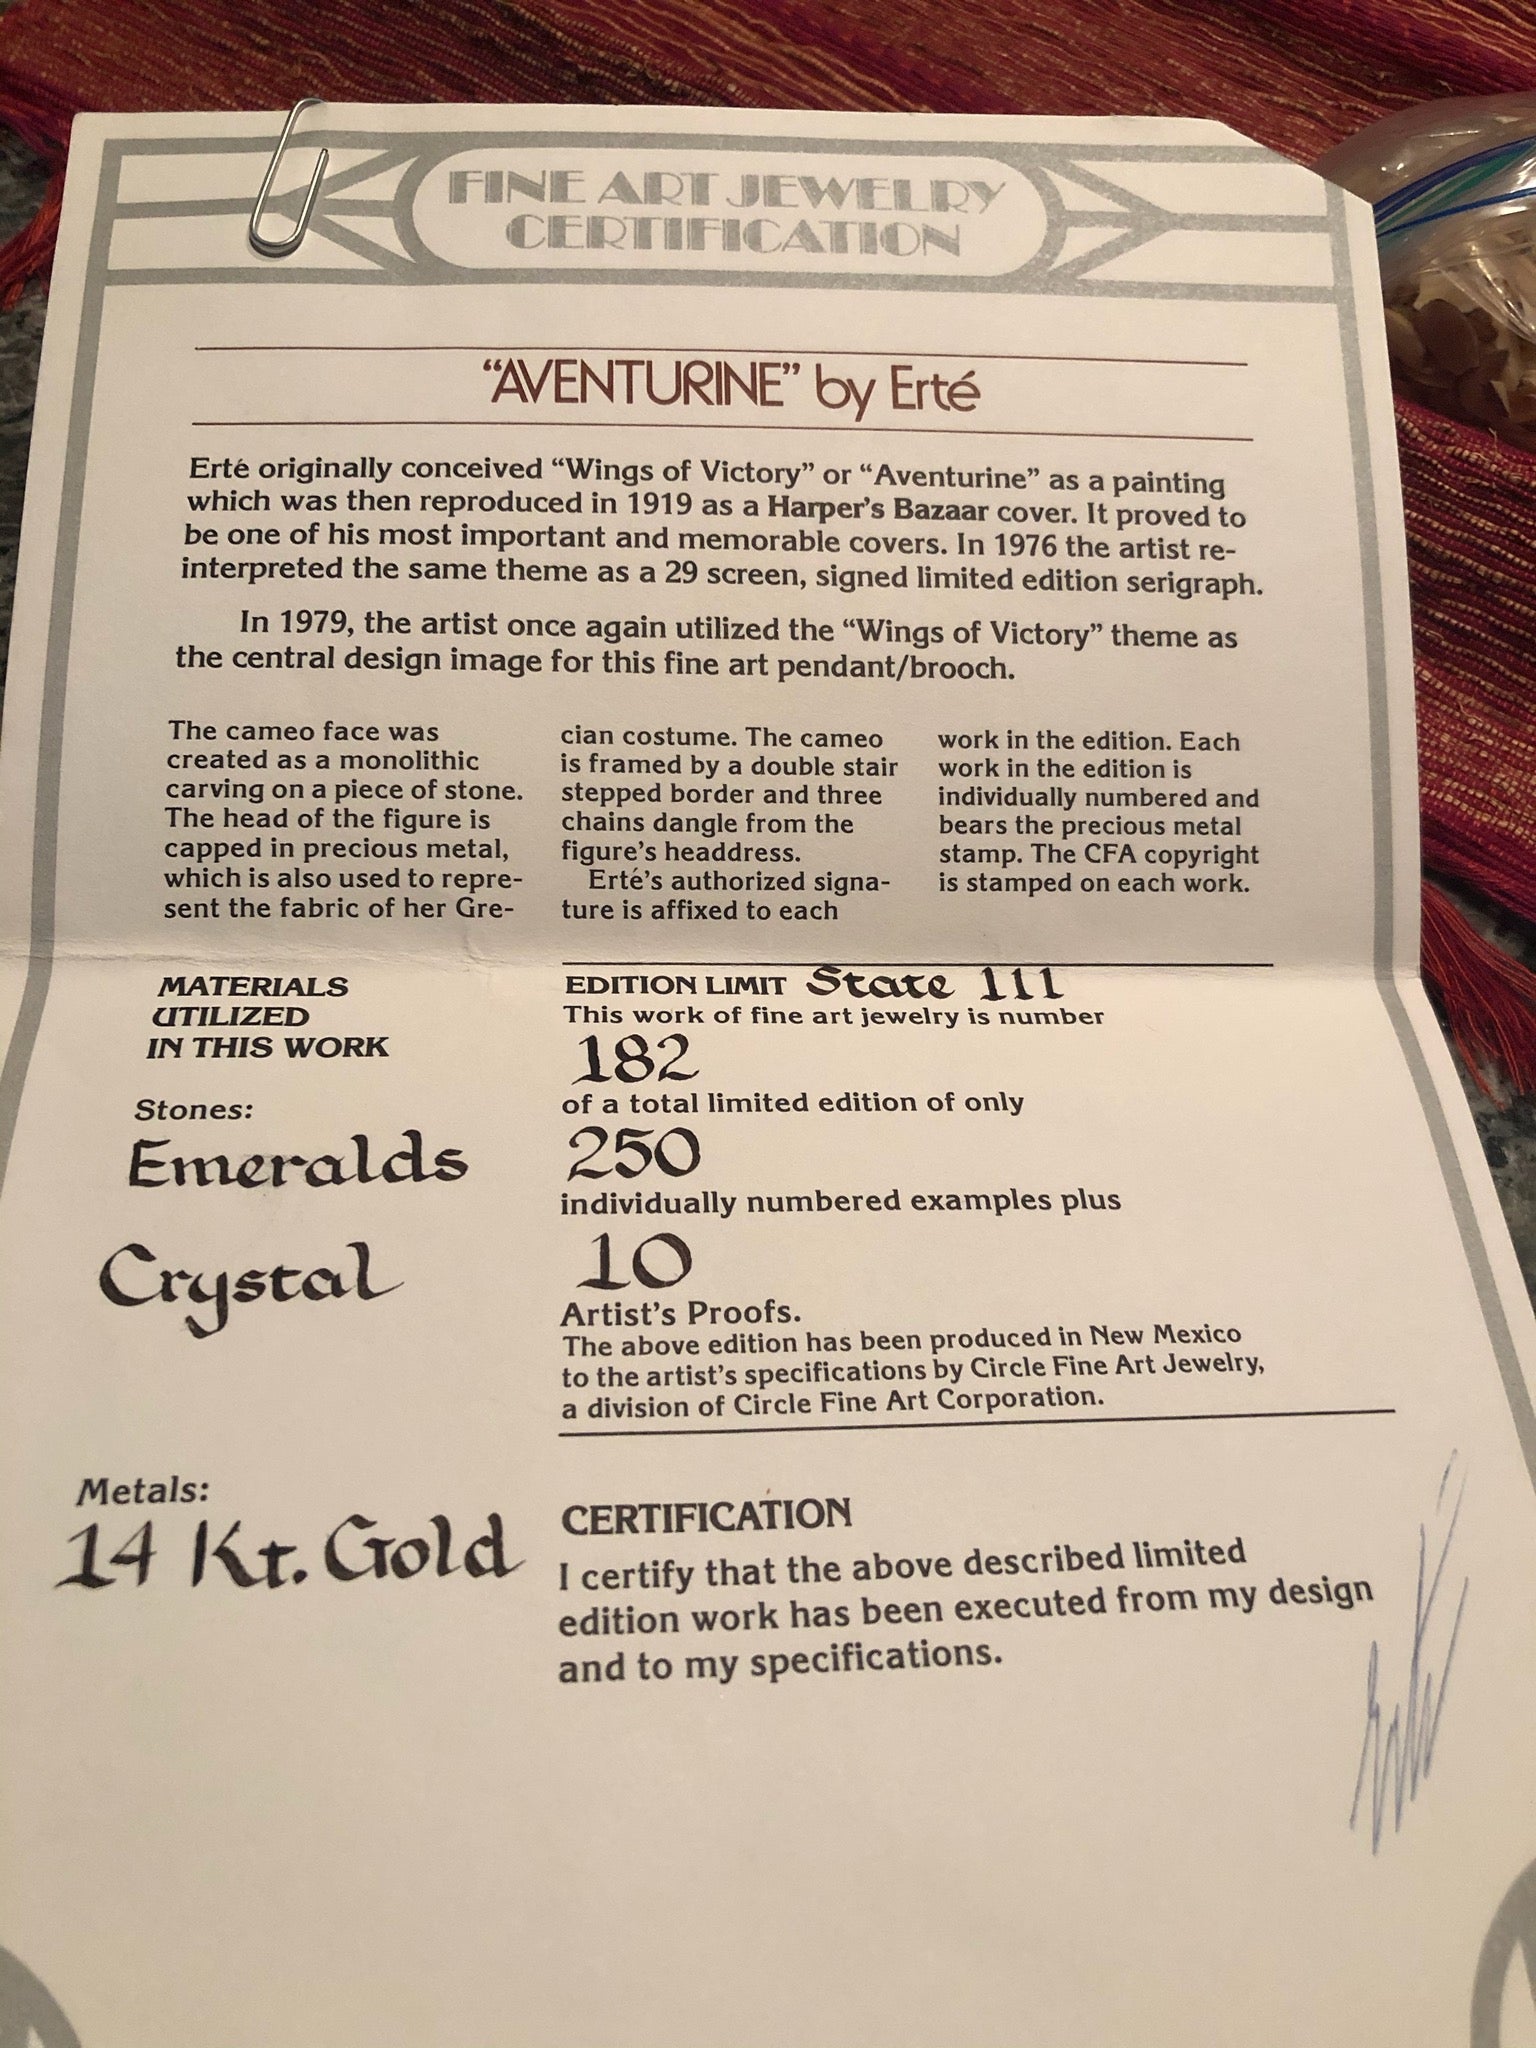 FINE ART JEWELRY
CERTIFICATION
“AVENTURINE” by Erté
Erté originally conceived “Wings of Victory” or “Aventurine” as a painting
which was then reproduced in 1919 as a Harper's Bazaar cover. It proved to
be one of his most important and memorable covers. In 1976 the artist re-
interpreted the same theme as a 29 screen, signed limited edition serigraph.
In 1979, the artist once again utilized the “Wings of Victory” theme as
the central design image for this fine art pendant/brooch.
The cameo face was
created as a monolithic
carving on a piece of stone.
The head of the figure is
capped in precious metal,
which is also used to repre-
sent the fabric of her Gre-
cian costume. The cameo
is framed by a double stair
stepped border and three
chains dangle from the
figure's headdress.
Erté's authorized signa-
ture is affixed to each
work in the edition. Each
work in the edition is
individually numbered and
bears the precious metal
stamp. The CFA copyright
is stamped on each work.
MATERIALS
UTILIZED
IN THIS WORK
Stones:
Emeralds
Crystal
Metals:
14 Kt. Gold
EDITION LIMIT State 111
This work of fine art jewelry is number
182
of a total limited edition of only
250
individually numbered examples plus
10
Artist's Proofs.
The above edition has been produced in New Mexico
to the artist's specifications by Circle Fine Art Jewelry,
a division of Circle Fine Art Corporation.
CERTIFICATION
I certify that the above described limited
edition work has been executed from my design
and to my specifications.
Erté